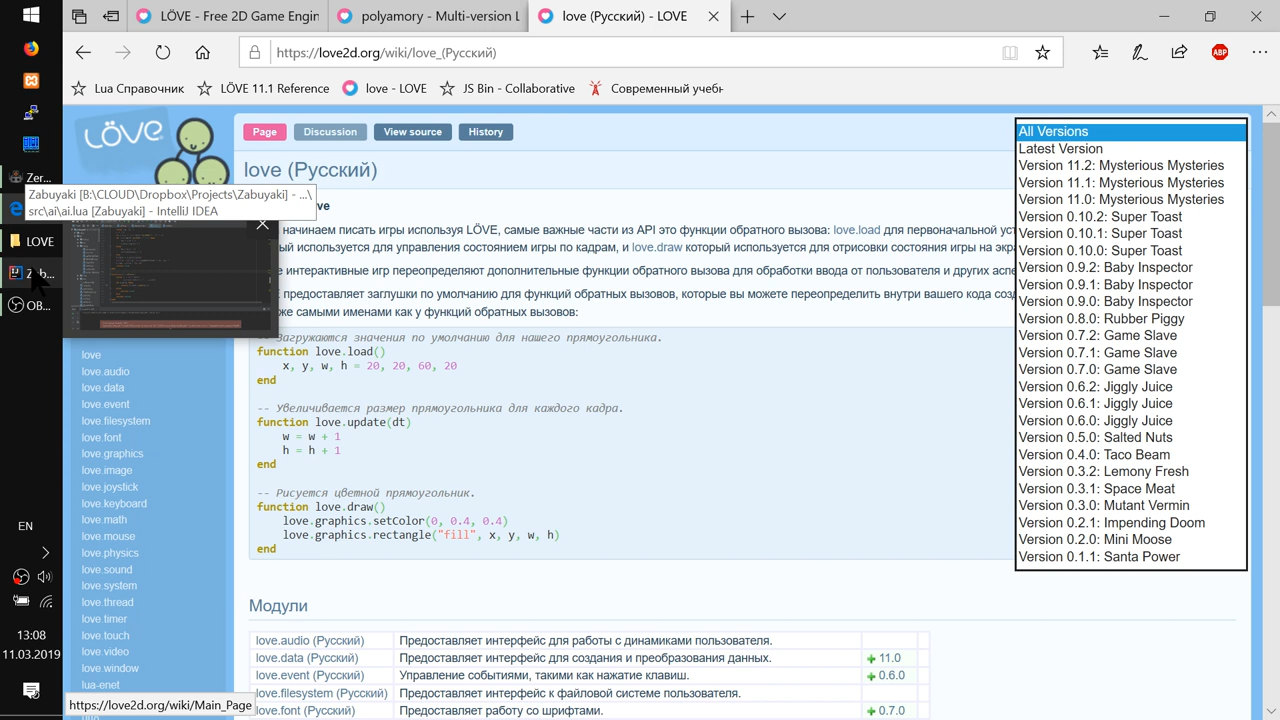 LÖVE - Free 2D Game Engin
polyamory - Multi-version L
love (Русский) - LOVE
https://love2d.org/wiki/love_(Русский)
ABP
Lua Справочник
LÖVE 11.1 Reference
love - LOVE
JS Bin - Collaborative
Современный учебн
LÖVE
Page
Discussion
View source
History
love (Русский)
Zer...
Zabuyaki [B:\CLOUD\Dropbox\Projects\Zabuyaki] - ...\
src\ai\ai.lua [Zabuyaki] - IntelliJ IDEA
LOVE
OB...
начинаем писать игры используя LÖVE, самые важные части из API это функции обратного вызова: love.load для первоначальной
используется для управления состоянием игры по кадрам, и love.draw который используется для отрисовки состояния игры на
интерактивные игр переопределяют дополнительные функции обратного вызова для обработки ввода от пользователя и других
предоставляет заглушки по умолчанию для функций обратных вызовов, которые вы можете переопределить внутри вашего кода
же самыми именами как у функций обратных вызовов:
-- Загружаются значения по умолчанию для нашего прямоугольника.
function love.load()
x, y, w, h = 20, 20, 60, 20
end
-- Увеличивается размер прямоугольника для каждого кадра.
function love.update(dt)
w = w + 1
h = h + 1
end
-- Рисуется цветной прямоугольник.
function love.draw()
love.graphics.setColor(0, 0.4, 0.4)
love.graphics.rectangle("fill", x, y, w, h)
end
Модули
love.audio (Русский) Предоставляет интерфейс для работы с динамиками пользователя.
love.data (Русский) Предоставляет интерфейс для создания и преобразования данных. 11.0
love.event (Русский) Управление событиями, такими как нажатие клавиш. 0.6.0
love.filesystem (Русский) Предоставляет интерфейс к файловой системе пользователя.
love.font (Русский) Предоставляет работу со шрифтами. 0.7.0
All Versions
Latest Version
Version 11.2: Mysterious Mysteries
Version 11.1: Mysterious Mysteries
Version 11.0: Mysterious Mysteries
Version 0.10.2: Super Toast
Version 0.10.1: Super Toast
Version 0.10.0: Super Toast
Version 0.9.2: Baby Inspector
Version 0.9.1: Baby Inspector
Version 0.9.0: Baby Inspector
Version 0.8.0: Rubber Piggy
Version 0.7.2: Game Slave
Version 0.7.1: Game Slave
Version 0.7.0: Game Slave
Version 0.6.2: Jiggly Juice
Version 0.6.1: Jiggly Juice
Version 0.6.0: Jiggly Juice
Version 0.5.0: Salted Nuts
Version 0.4.0: Taco Beam
Version 0.3.2: Lemony Fresh
Version 0.3.1: Space Meat
Version 0.3.0: Mutant Vermin
Version 0.2.1: Impending Doom
Version 0.2.0: Mini Moose
Version 0.1.1: Santa Power
love
love.audio
love.data
love.event
love.filesystem
love.font
love.graphics
love.image
love.joystick
love.keyboard
love.math
love.mouse
love.physics
love.sound
love.system
love.thread
love.timer
love.touch
love.video
love.window
lua-enet
https://love2d.org/wiki/Main_Page
EN
13:08
11.03.2019